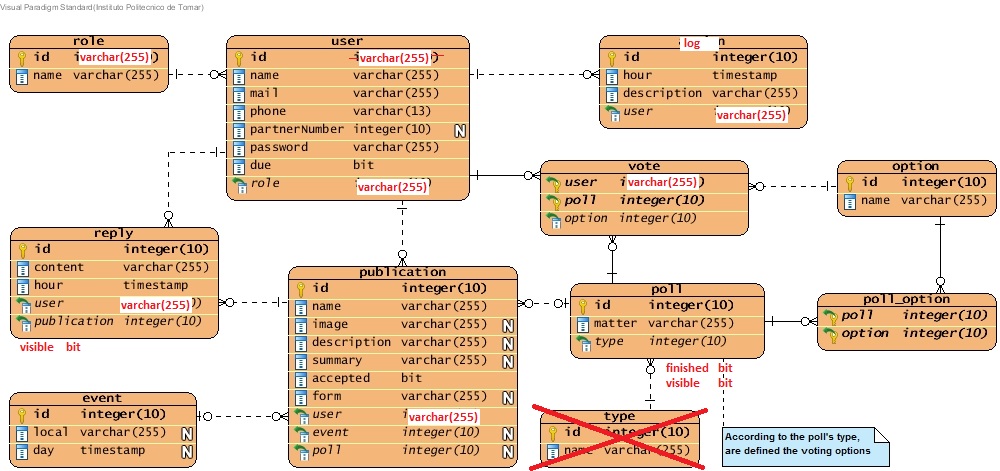 Visual Paradigm Standard(Instituto Politecnico de Tomar)
role
id varchar(255)
name varchar(255)
user
id varchar(255)
name varchar(255)
mail varchar(255)
phone varchar(13)
partnerNumber integer(10) N
password varchar(255)
due bit
role varchar(255)
log
integer(10)
hour timestamp
description varchar(255)
user varchar(255)
vote
user varchar(255)
poll integer(10)
option integer(10)
option
id integer(10)
name varchar(255)
reply
id integer(10)
content varchar(255)
hour timestamp
user varchar(255)
publication integer(10)
visible bit
publication
id integer(10)
name varchar(255)
image varchar(255) N
description varchar(255) N
summary varchar(255) N
accepted bit
form varchar(255) N
user varchar(255)
event integer(10) N
poll integer(10) N
poll
id integer(10)
matter varchar(255)
type integer(10)
finished bit
visible bit
poll_option
poll integer(10)
option integer(10)
event
id integer(10)
local varchar(255) N
day timestamp N
type
id integer(10)
name varchar(255)
According to the poll's type,
are defined the voting options